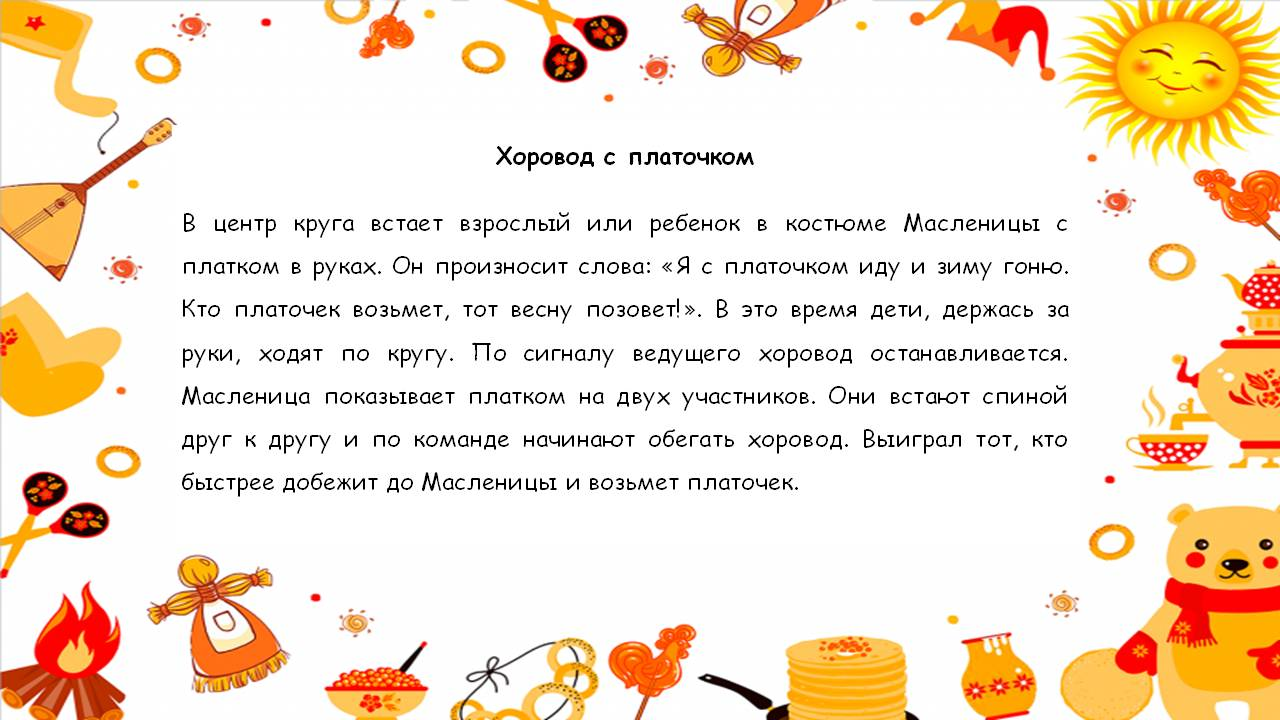 Хоровод с платочком
В центр круга встает взрослый или ребенок в костюме Масленицы с
платком в руках. Он произносит слова: «Я с платочком иду и зиму гоню.
Кто платочек возьмет, тот весну позовет!». В это время дети, держась за
руки, ходят по кругу. По сигналу ведущего хоровод останавливается.
Масленица показывает платком на двух участников. Они встают спиной
друг к другу и по команде начинают обегать хоровод. Выиграл тот, кто
быстрее добежит до Масленицы и возьмет платочек.